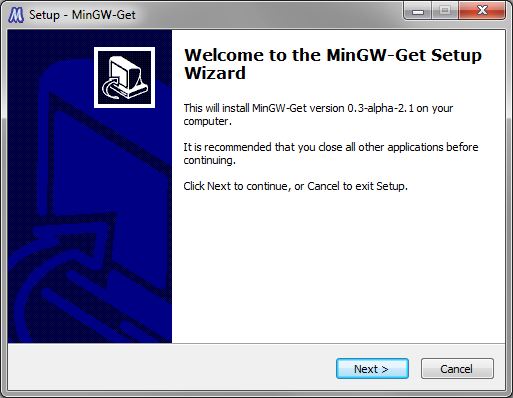 Setup - MinGW-Get
Welcome to the MinGW-Get Setup
Wizard
This will install MinGW-Get version 0.3-alpha-2.1 on your
computer.
It is recommended that you close all other applications before
continuing.
Click Next to continue, or Cancel to exit Setup.
Next >
Cancel